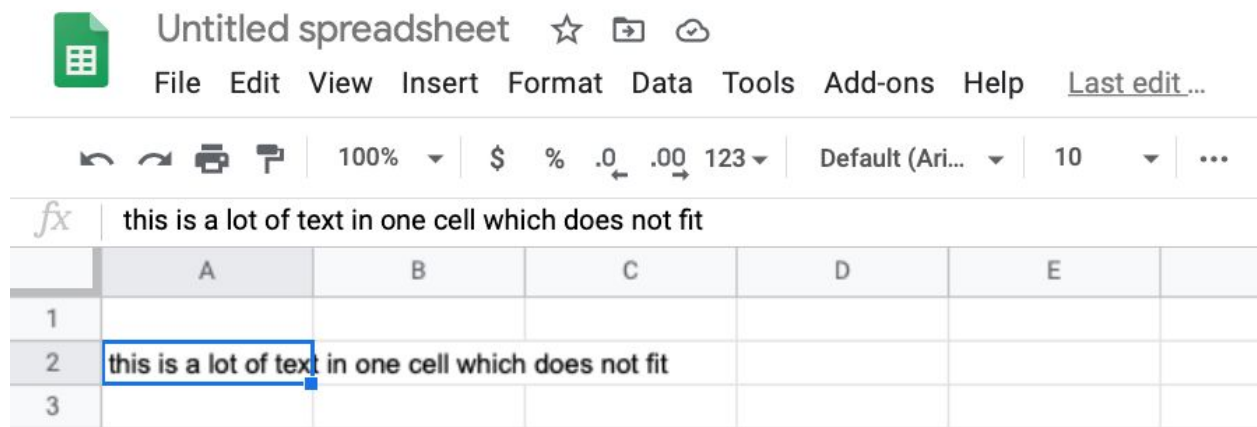 Untitled spreadsheet
File Edit View Insert Format Data Tools Add-ons Help Last edit ...
100% $ % .0 .00 123 Default (Ari... 10
fx this is a lot of text in one cell which does not fit
A B C D E
1
2 this is a lot of text in one cell which does not fit
3